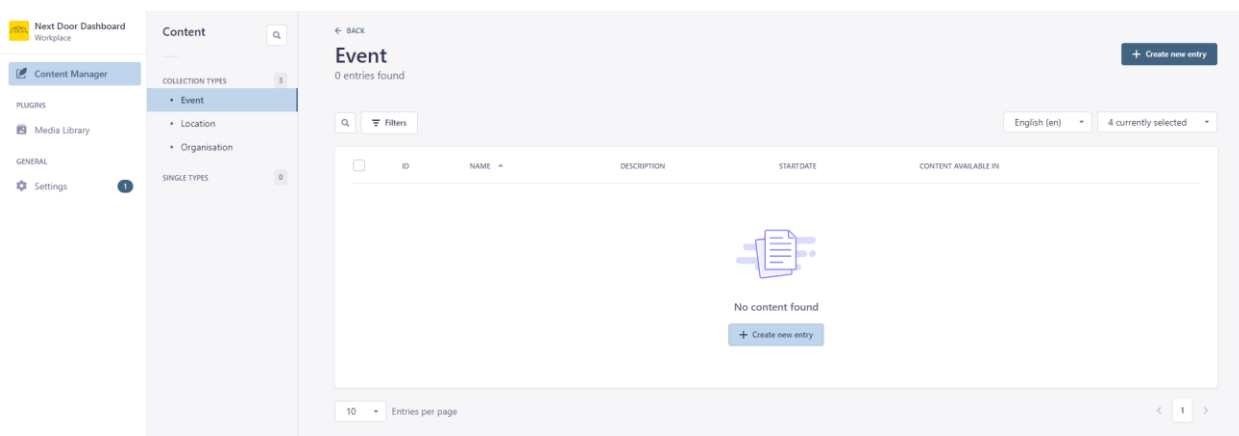 Next Door Dashboard
Workplace
Content Manager
PLUGINS
Media Library
GENERAL
Settings
1
Content
COLLECTION TYPES
3
Event
Location
Organisation
SINGLE TYPES
0
← BACK
Event
0 entries found
+ Create new entry
Filters
English (en)
4 currently selected
ID NAME DESCRIPTION STARTDATE CONTENT AVAILABLE IN
No content found
+ Create new entry
10 Entries per page
< 1 >